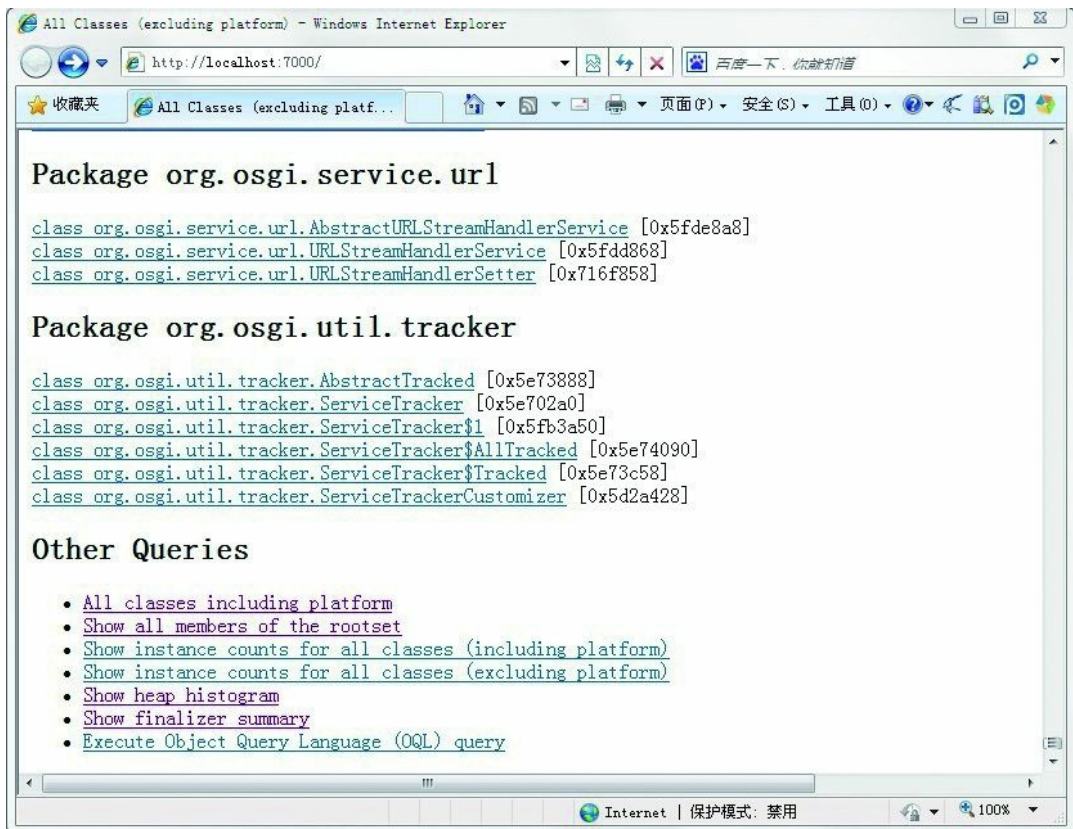 All Classes (excluding platform) - Windows Internet Explorer
http://localhost:7000/
百度一下,你就知道
收藏夹
All Classes (excluding platf...
页面(P)
安全(S)
工具(O)
Package org.osgi.service.url
class org.osgi.service.url.AbstractURLStreamHandlerService [0x5fde8a8]
class org.osgi.service.url.URLStreamHandlerService [0x5fdd868]
class org.osgi.service.url.URLStreamHandlerSetter [0x716f858]
Package org.osgi.util.tracker
class org.osgi.util.tracker.AbstractTracked [0x5e73888]
class org.osgi.util.tracker.ServiceTracker [0x5e702a0]
class org.osgi.util.tracker.ServiceTracker$1 [0x5fb3a50]
class org.osgi.util.tracker.ServiceTracker$AllTracked [0x5e74090]
class org.osgi.util.tracker.ServiceTracker$Tracked [0x5e73c58]
class org.osgi.util.tracker.ServiceTrackerCustomizer [0x5d2a428]
Other Queries
• All classes including platform
• Show all members of the rootset
• Show instance counts for all classes (including platform)
• Show instance counts for all classes (excluding platform)
• Show heap histogram
• Show finalizer summary
• Execute Object Query Language (OQL) query
Internet | 保护模式: 禁用
100%